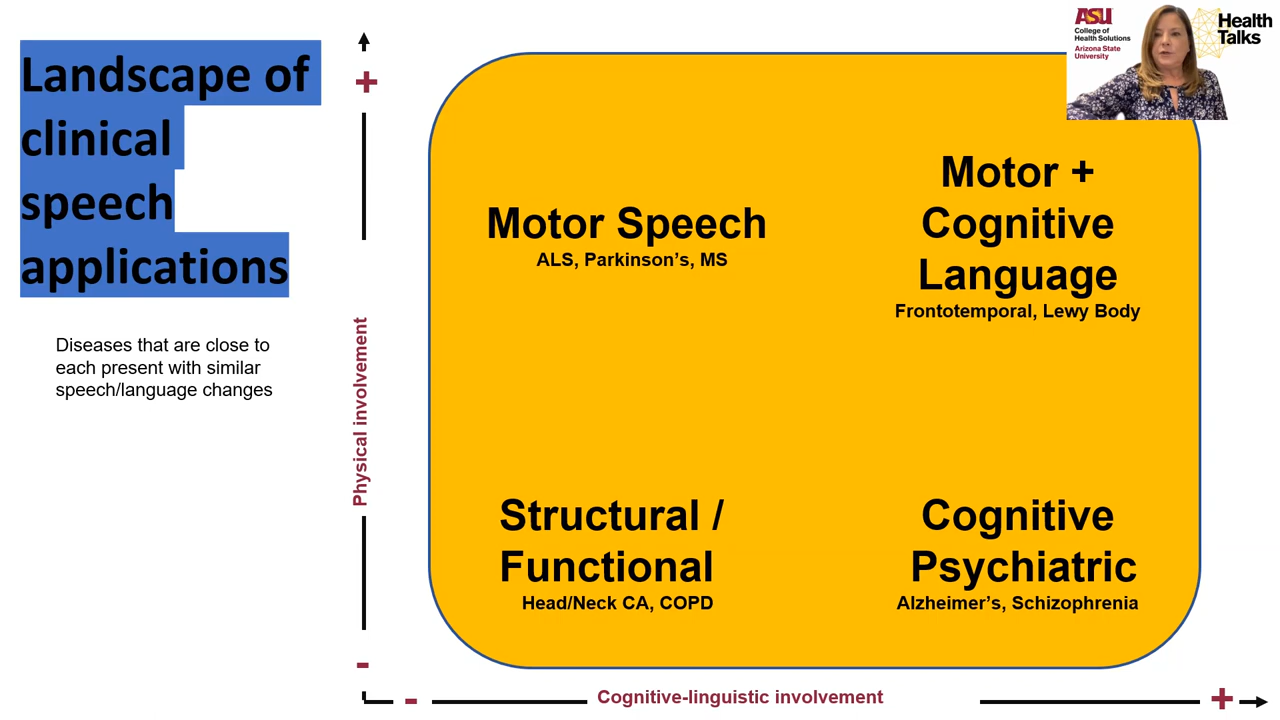 Landscape of
clinical
speech
applications
Diseases that are close to
each present with similar
speech/language changes
+
Physical involvement
-
Motor Speech
ALS, Parkinson's, MS
Motor +
Cognitive
Language
Frontotemporal, Lewy Body
Structural /
Functional
Head/Neck CA, COPD
Cognitive
Psychiatric
Alzheimer's, Schizophrenia
-
Cognitive-linguistic involvement
+
ASU
College of
Health Solutions
Arizona State
University
Health
Talks